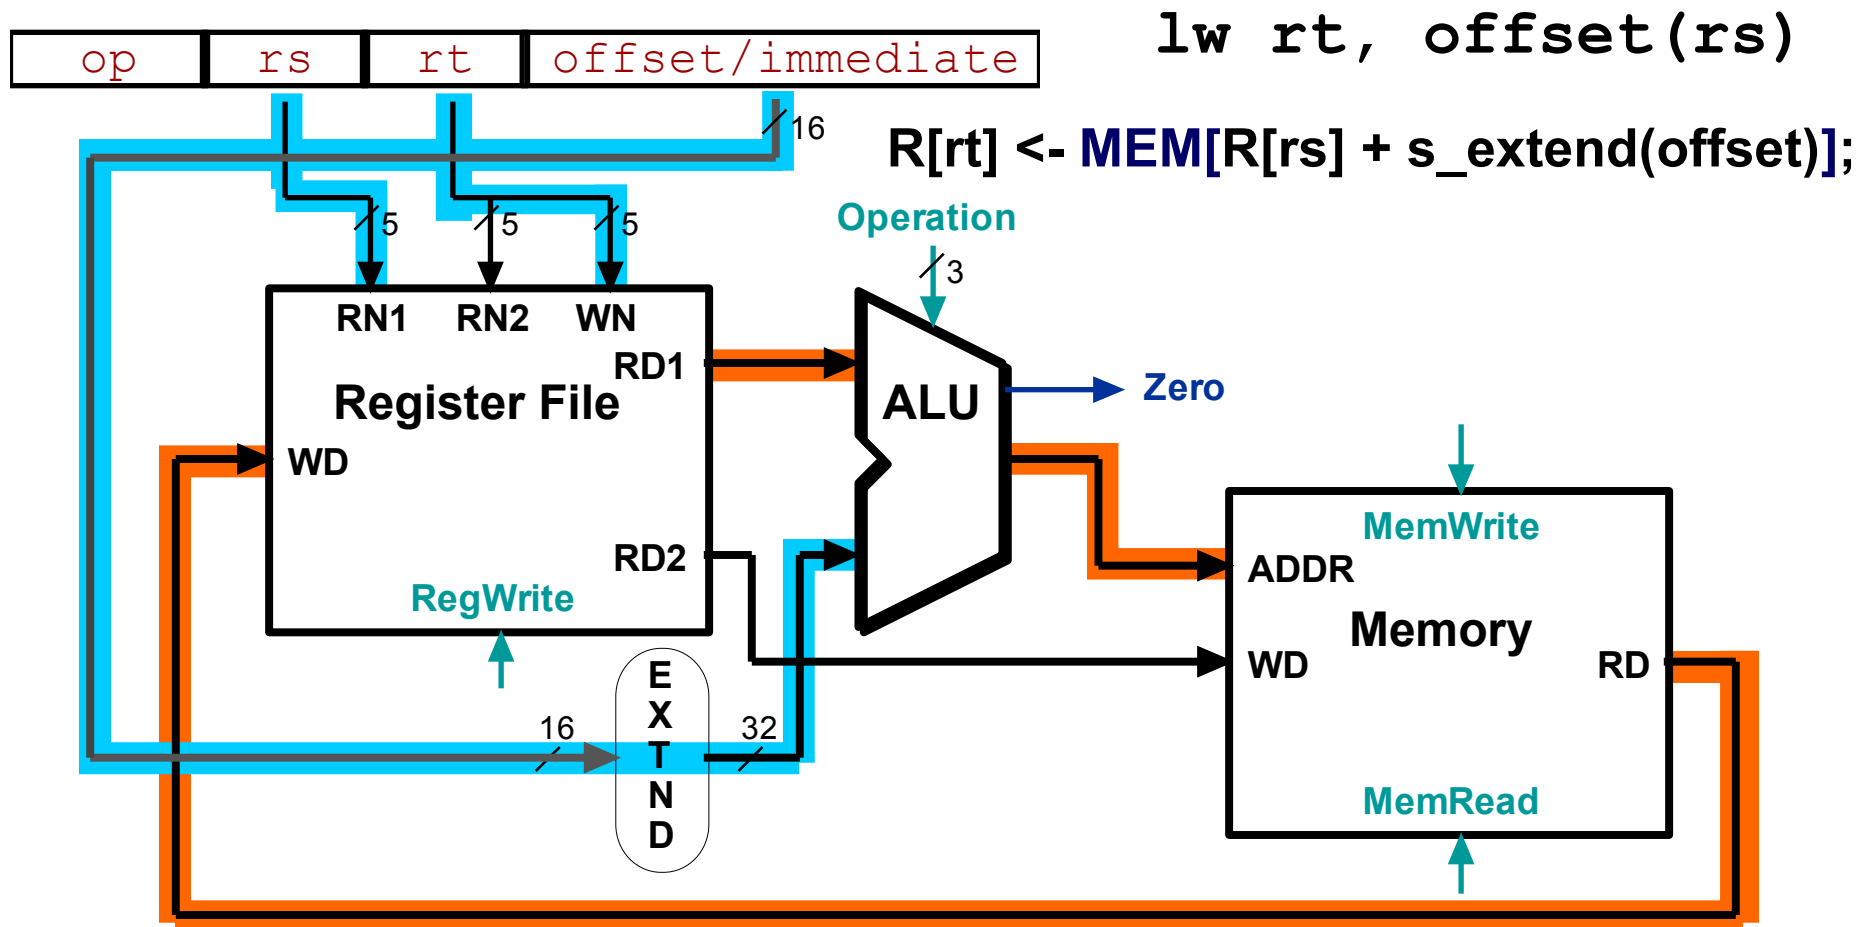 lw rt, offset(rs)
op rs rt offset/immediate
16
R[rt] <- MEM[R[rs] + s_extend(offset)];
5 5 5
Operation
3
RN1 RN2 WN
RD1
Register File
ALU
Zero
WD
MemWrite
RD2
ADDR
RegWrite
Memory
WD
RD
16
E
X
T
N
D
32
MemRead